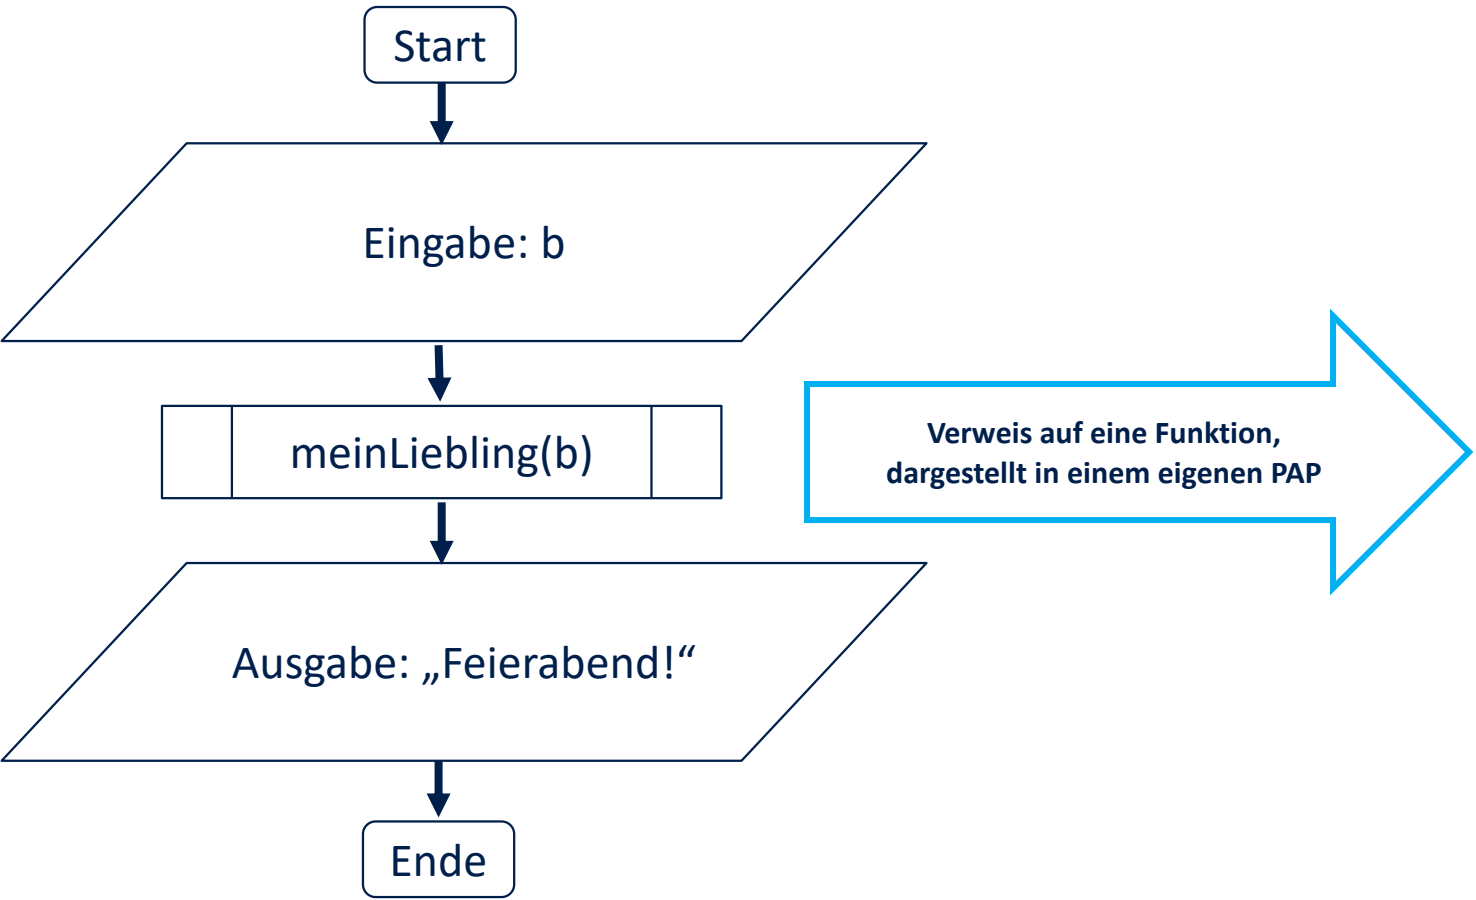 Start
Eingabe: b
meinLiebling(b)
Verweis auf eine Funktion,
dargestellt in einem eigenen PAP
Ausgabe: „Feierabend!“
Ende